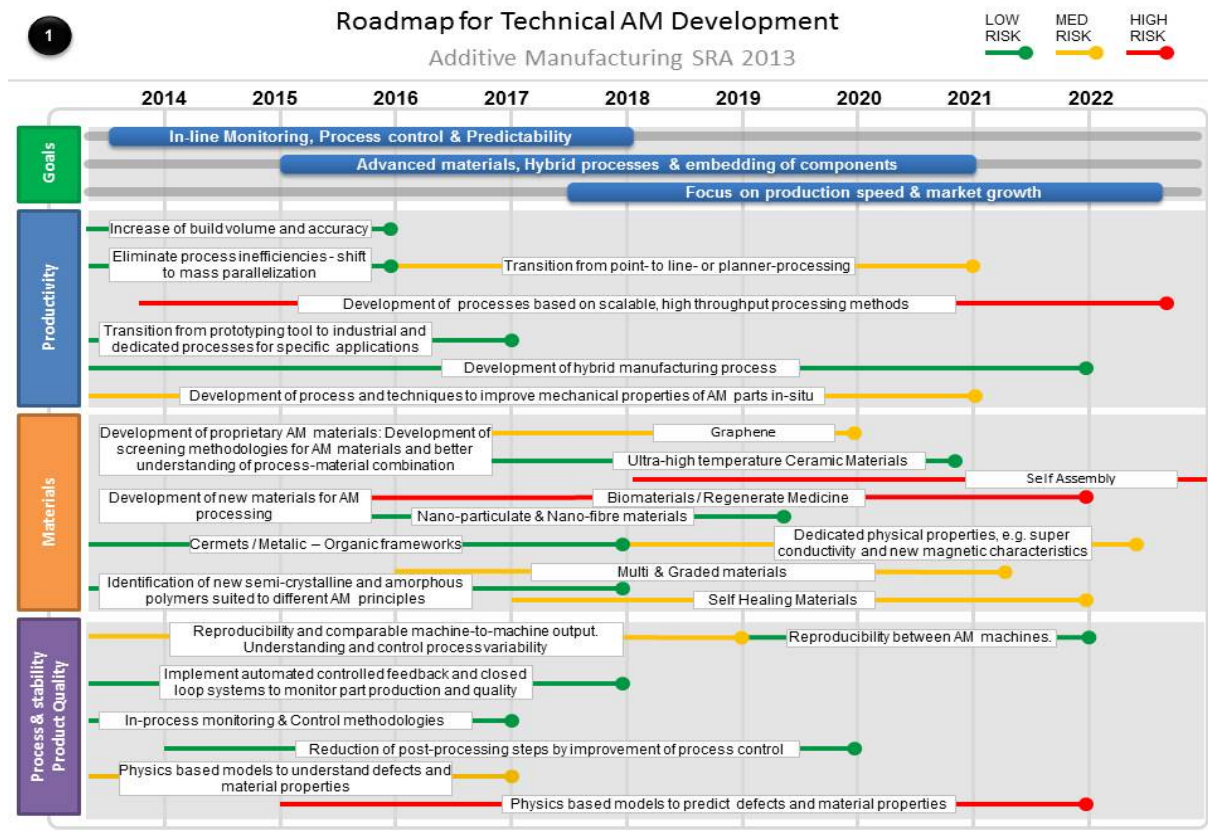 1
Roadmap for Technical AM Development
Additive Manufacturing SRA 2013
LOW
RISK
MED
RISK
HIGH
RISK
2014 2015 2016 2017 2018 2019 2020 2021 2022
Goals
In-line Monitoring, Process control & Predictability
Advanced materials, Hybrid processes & embedding of components
Focus on production speed & market growth
Productivity
Increase of build volume and accuracy
Eliminate process inefficiencies - shift
to mass parallelization
Transition from point- to line- or planner-processing
Development of processes based on scalable, high throughput processing methods
Transition from prototyping tool to industrial and
dedicated processes for specific applications
Development of hybrid manufacturing process
Development of process and techniques to improve mechanical properties of AM parts in-situ
Materials
Development of proprietary AM materials: Development of
screening methodologies for AM materials and better
understanding of process-material combination
Graphene
Ultra-high temperature Ceramic Materials
Self Assembly
Development of new materials for AM
processing
Biomaterials / Regenerate Medicine
Nano-particulate & Nano-fibre materials
Cermets / Metalic – Organic frameworks
Dedicated physical properties, e.g. super
conductivity and new magnetic characteristics
Multi & Graded materials
Identification of new semi-crystalline and amorphous
polymers suited to different AM principles
Self Healing Materials
Process & stability
Product Quality
Reproducibility and comparable machine-to-machine output.
Understanding and control process variability
Reproducibility between AM machines.
Implement automated controlled feedback and closed
loop systems to monitor part production and quality
In-process monitoring & Control methodologies
Reduction of post-processing steps by improvement of process control
Physics based models to understand defects and
material properties
Physics based models to predict defects and material properties